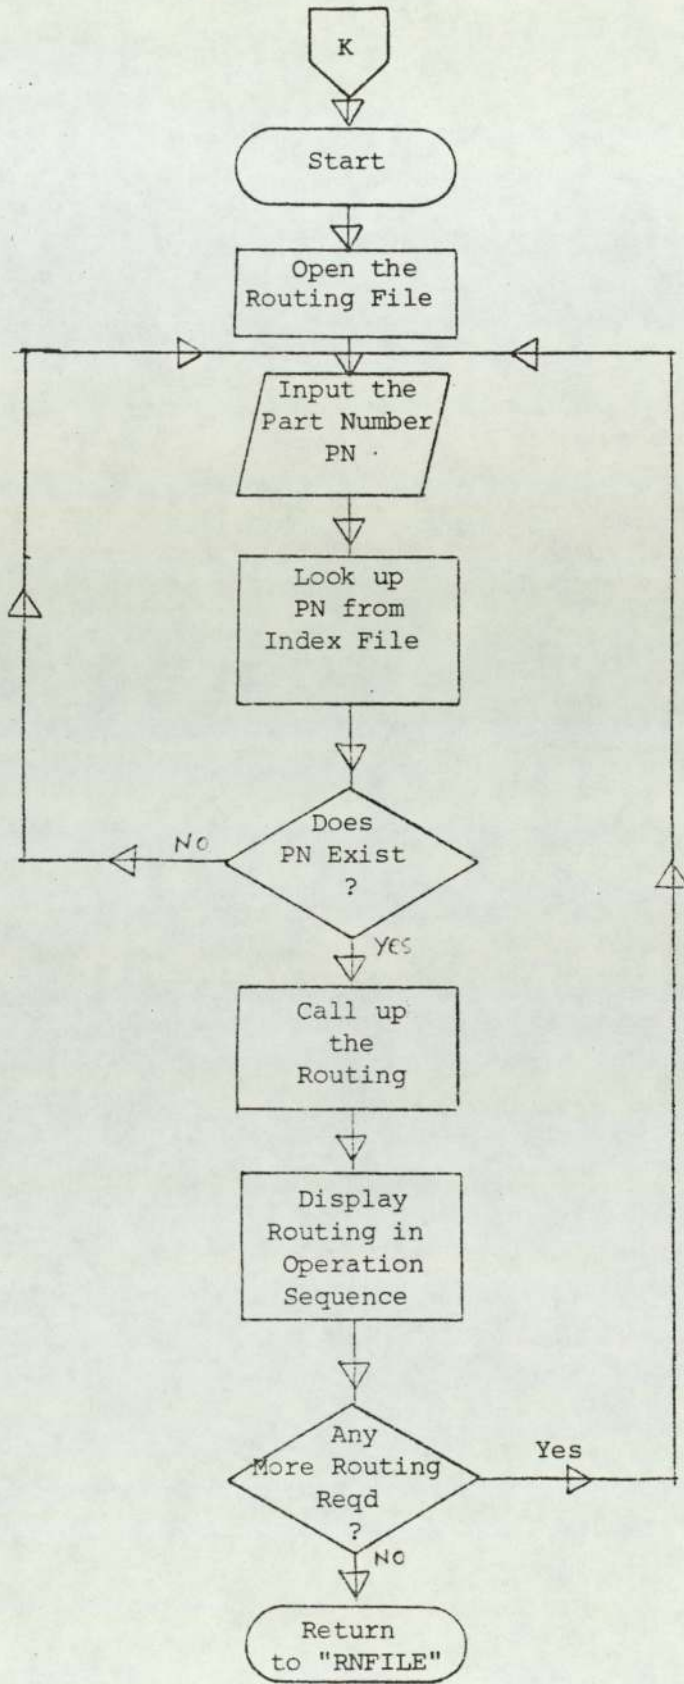 K
Start
Open the
Routing File
Input the
Part Number
PN
Look up
PN from
Index File
Does
PN Exist
?
NO
YES
Call up
the
Routing
Display
Routing in
Operation
Sequence
Any
More Routing
Reqd
?
Yes
NO
Return
to "RNFILE"